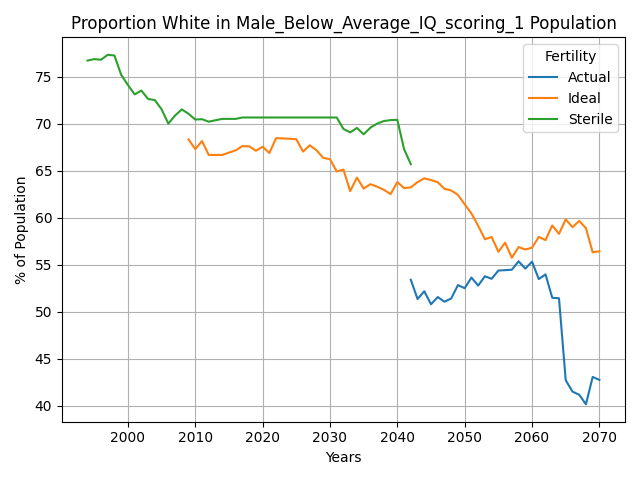 Proportion White in Male_Below_Average_IQ_scoring_1 Population
Fertility
Actual
Ideal
Sterile
% of Population
75
70
65
60
55
50
45
40
2000
2010
2020
2030
2040
2050
2060
2070
Years